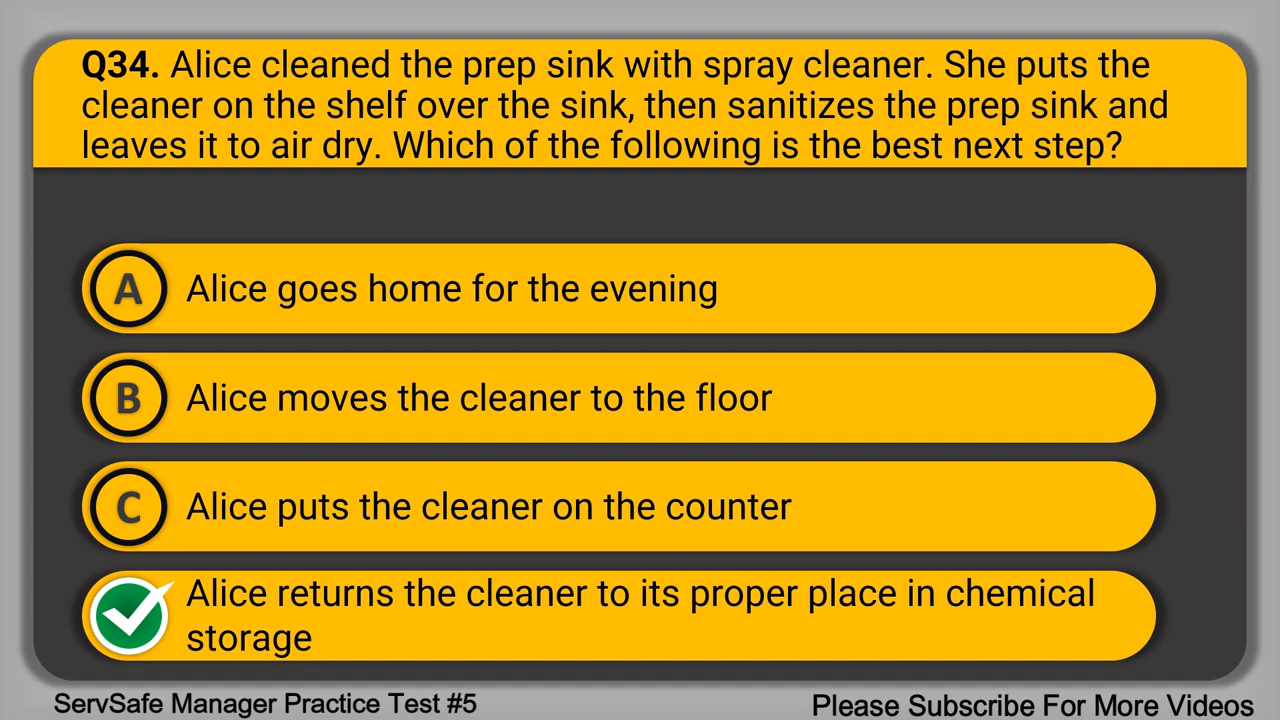 Q34. Alice cleaned the prep sink with spray cleaner. She puts the
cleaner on the shelf over the sink, then sanitizes the prep sink and
leaves it to air dry. Which of the following is the best next step?
A Alice goes home for the evening
B Alice moves the cleaner to the floor
C Alice puts the cleaner on the counter
Alice returns the cleaner to its proper place in chemical
storage
ServSafe Manager Practice Test #5
Please Subscribe For More Videos